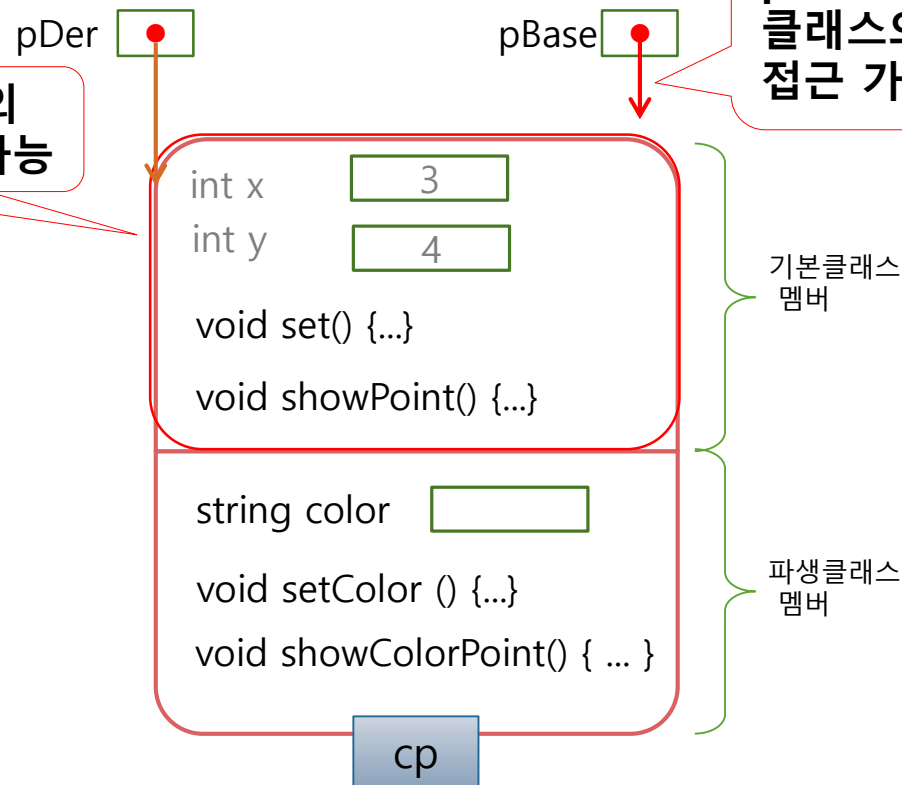 pDer
pBase
클래스의
접근 가
의
가능
int x
3
int y
4
void set() {...}
void showPoint() {...}
기본클래스
멤버
string color
void setColor () {...}
void showColorPoint() { ... }
파생클래스
멤버
cp